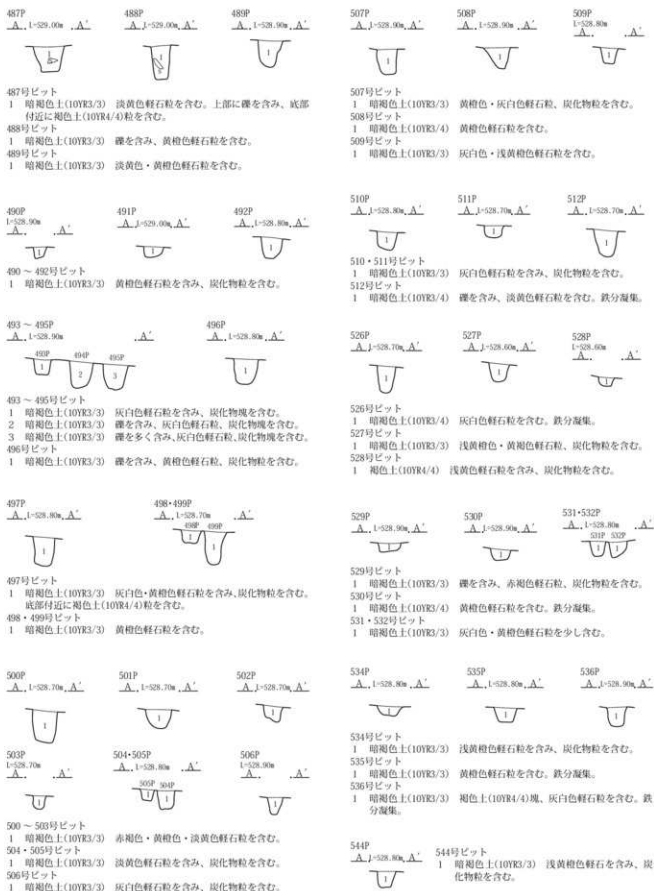 487P
A . L=529.00m . A′
488P
A . L=529.00m . A′
489P
A . L=528.90m . A′
1
1
S
1
487号ピット
1 暗褐色土(10YR3/3) 淡黄色軽石粒を含む。上部に礫を含み、底部
付近に褐色土(10YR4/4)粒を含む。
488号ピット
1 暗褐色土(10YR3/3) 礫を含み、黄橙色軽石粒を含む。
489号ピット
1 暗褐色土(10YR3/3) 淡黄色・黄橙色軽石粒を含む。
490P
L=528.90m
A . . A′
491P
A . L=529.00m . A′
492P
A . L=528.80m . A′
1
1
1
490 ～ 492号ピット
1 暗褐色土(10YR3/3) 黄橙色軽石粒を含み、炭化物粒を含む。
493 ～ 495P
A . L=528.90m . A′
496P
A . L=528.80m . A′
493P 494P 495P
1 2 3
1
493 ～ 495号ピット
1 暗褐色土(10YR3/3) 灰白色軽石粒を含み、炭化物塊を含む。
2 暗褐色土(10YR3/3) 礫を含み、灰白色軽石粒、炭化物塊を含む。
3 暗褐色土(10YR3/3) 礫を多く含み、灰白色軽石粒、炭化物塊を含む。
496号ピット
1 暗褐色土(10YR3/3) 礫を含み、黄橙色軽石粒、炭化物粒を含む。
497P
A . L=528.80m . A′
498・499P
A . L=528.70m . A′
498P 499P
1
1 1
497号ピット
1 暗褐色土(10YR3/3) 灰白色・黄橙色軽石粒を含み、炭化物粒を含む。
底部付近に褐色土(10YR4/4)粒を含む。
498・499号ピット
1 暗褐色土(10YR3/3) 黄橙色軽石粒を含む。
500P
A . L=528.70m . A′
501P
A . L=528.70m . A′
502P
A . L=528.70m . A′
1
1
1
503P
L=528.70m
A . . A′
504・505P
A . L=528.80m . A′
505P 504P
506P
L=528.90m
A . . A′
1
1 1
1
500 ～ 503号ピット
1 暗褐色土(10YR3/3) 赤褐色・黄橙色・淡黄色軽石粒を含む。
504・505号ピット
1 暗褐色土(10YR3/3) 淡黄色軽石粒を含み、炭化物粒を含む。
506号ピット
1 暗褐色土(10YR3/3) 灰白色軽石粒を含み、炭化物粒を含む。
507P
A . L=528.90m . A′
508P
A . L=528.90m . A′
509P
L=528.80m
A . . A′
1
1
1
507号ピット
1 暗褐色土(10YR3/3) 黄橙色・灰白色軽石粒、炭化物粒を含む。
508号ピット
1 暗褐色土(10YR3/4) 黄橙色軽石粒を含む。
509号ピット
1 暗褐色土(10YR3/3) 灰白色・浅黄橙色軽石粒を含む。
510P
A . L=528.80m . A′
511P
A . L=528.70m . A′
512P
A . L=528.70m . A′
1
1
1
510・511号ピット
1 暗褐色土(10YR3/3) 灰白色軽石粒を含み、炭化物粒を含む。
512号ピット
1 暗褐色土(10YR3/4) 礫を含み、淡黄色軽石粒を含む。鉄分凝集。
526P
A . L=528.70m . A′
527P
A . L=528.60m . A′
528P
L=528.60m
A . . A′
1
1
1
526号ピット
1 暗褐色土(10YR3/4) 灰白色軽石粒を含む。鉄分凝集。
527号ピット
1 暗褐色土(10YR3/3) 浅黄橙色・黄褐色軽石粒、炭化物粒を含む。
528号ピット
1 褐色土(10YR4/4) 浅黄色軽石粒を含み、炭化物粒を含む。
529P
A . L=528.90m . A′
530P
A . L=528.90m . A′
531・532P
A . L=528.80m . A′
531P 532P
1
1
1 1
529号ピット
1 暗褐色土(10YR3/3) 礫を含み、赤褐色軽石粒、炭化物粒を含む。
530号ピット
1 暗褐色土(10YR3/4) 黄橙色軽石粒を含む。鉄分凝集。
531・532号ピット
1 暗褐色土(10YR3/3) 灰白色・黄橙色軽石粒を少し含む。
534P
A . L=528.80m . A′
535P
A . L=528.80m . A′
536P
A . L=528.90m . A′
1
1
1
534号ピット
1 暗褐色土(10YR3/3) 浅黄橙色軽石粒を含み、炭化物粒を含む。
535号ピット
1 暗褐色土(10YR3/3) 黄橙色軽石粒を含む。鉄分凝集。
536号ピット
1 暗褐色土(10YR3/3) 褐色土(10YR4/4)塊、灰白色軽石粒を含む。鉄
分凝集。
544P
A . L=528.80m . A′
1
544号ピット
1 暗褐色土(10YR3/3) 浅黄橙色軽石を含み、炭
化物粒を含む。